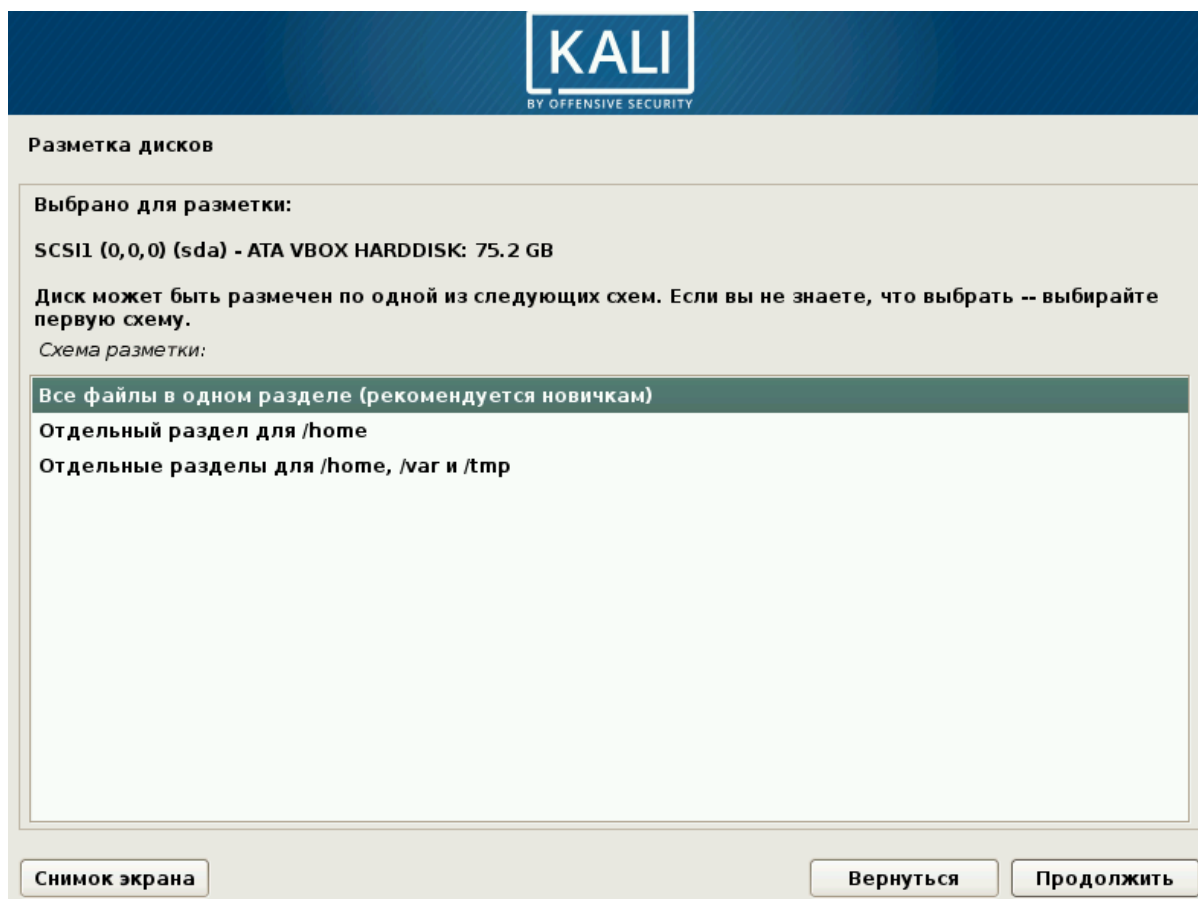 KALI
BY OFFENSIVE SECURITY
Разметка дисков
Выбрано для разметки:
SCSI1 (0,0,0) (sda) - ATA VBOX HARDDISK: 75.2 GB
Диск может быть размечен по одной из следующих схем. Если вы не знаете, что выбрать -- выбирайте
первую схему.
Схема разметки:
Все файлы в одном разделе (рекомендуется новичкам)
Отдельный раздел для /home
Отдельные разделы для /home, /var и /tmp
Снимок экрана
Вернуться
Продолжить